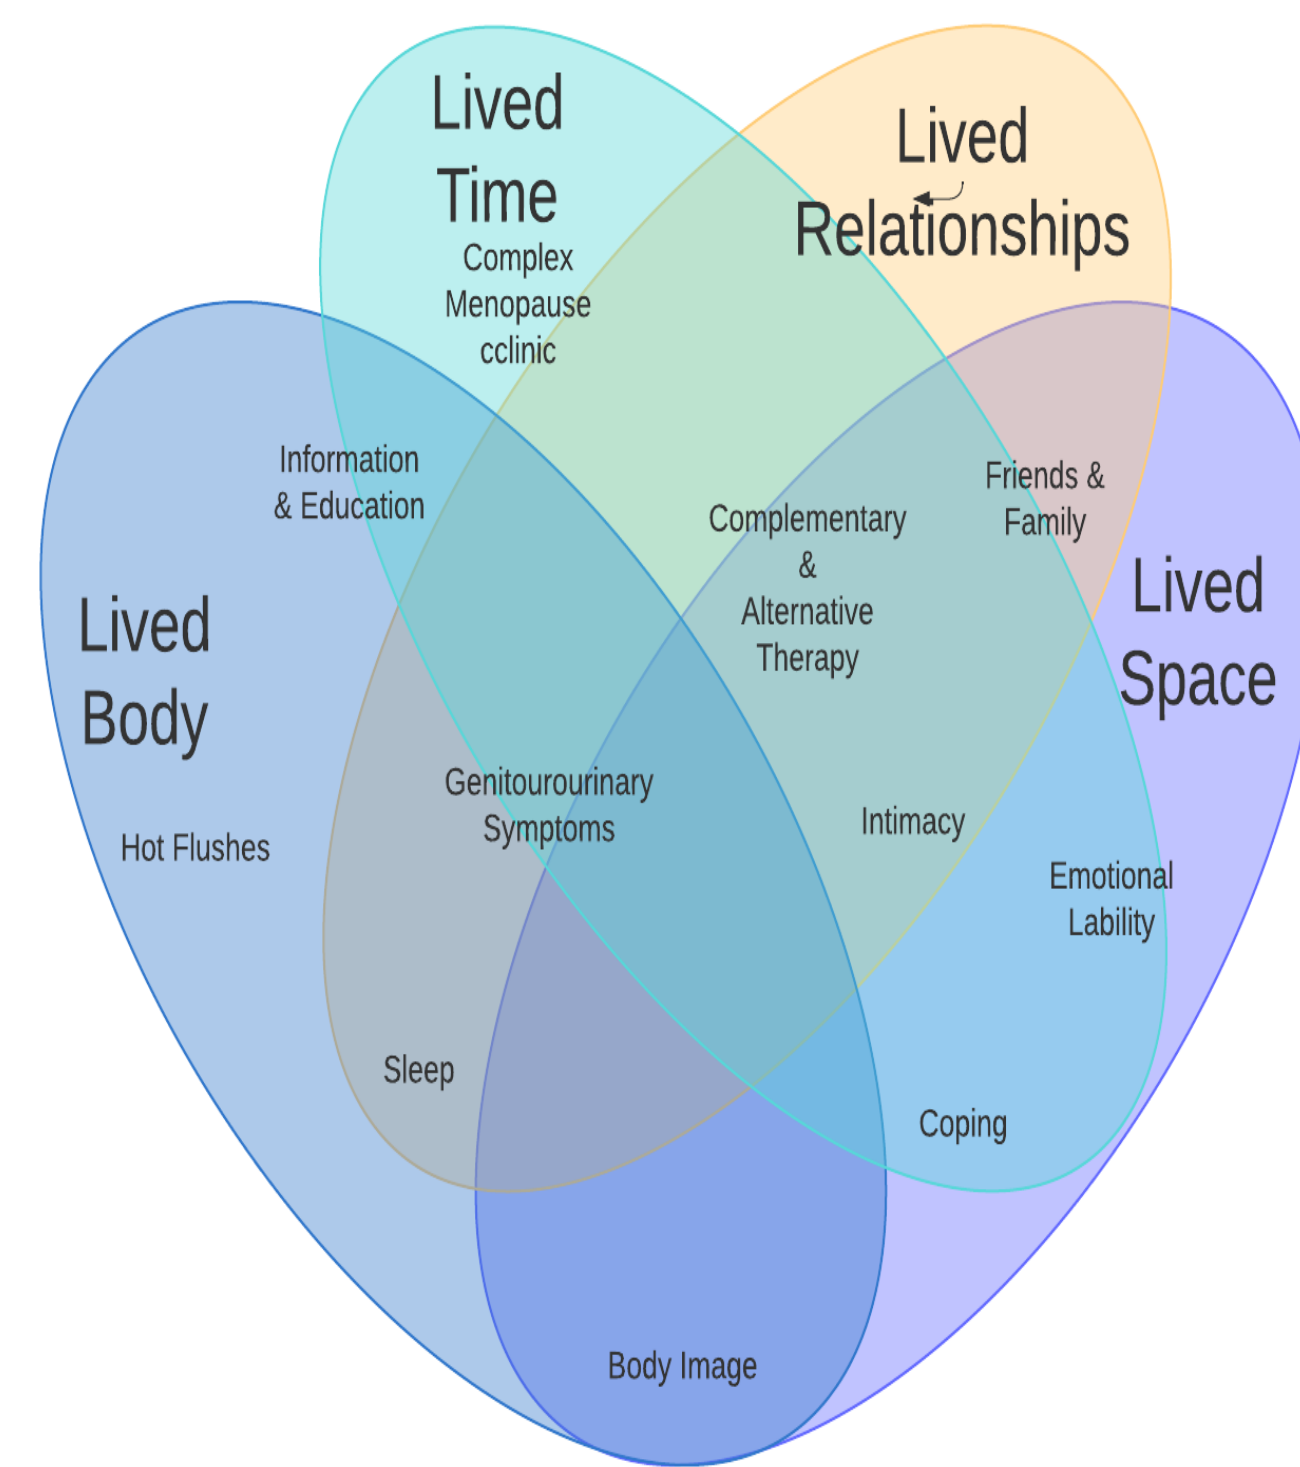 Lived
Time
Complex
Menopause
cclinic
Lived
Relationships
Information
& Education
Friends &
Family
Complementary
&
Alternative
Therapy
Lived
Space
Lived
Body
Genitourourinary
Symptoms
Intimacy
Hot Flushes
Emotional
Lability
Sleep
Coping
Body Image